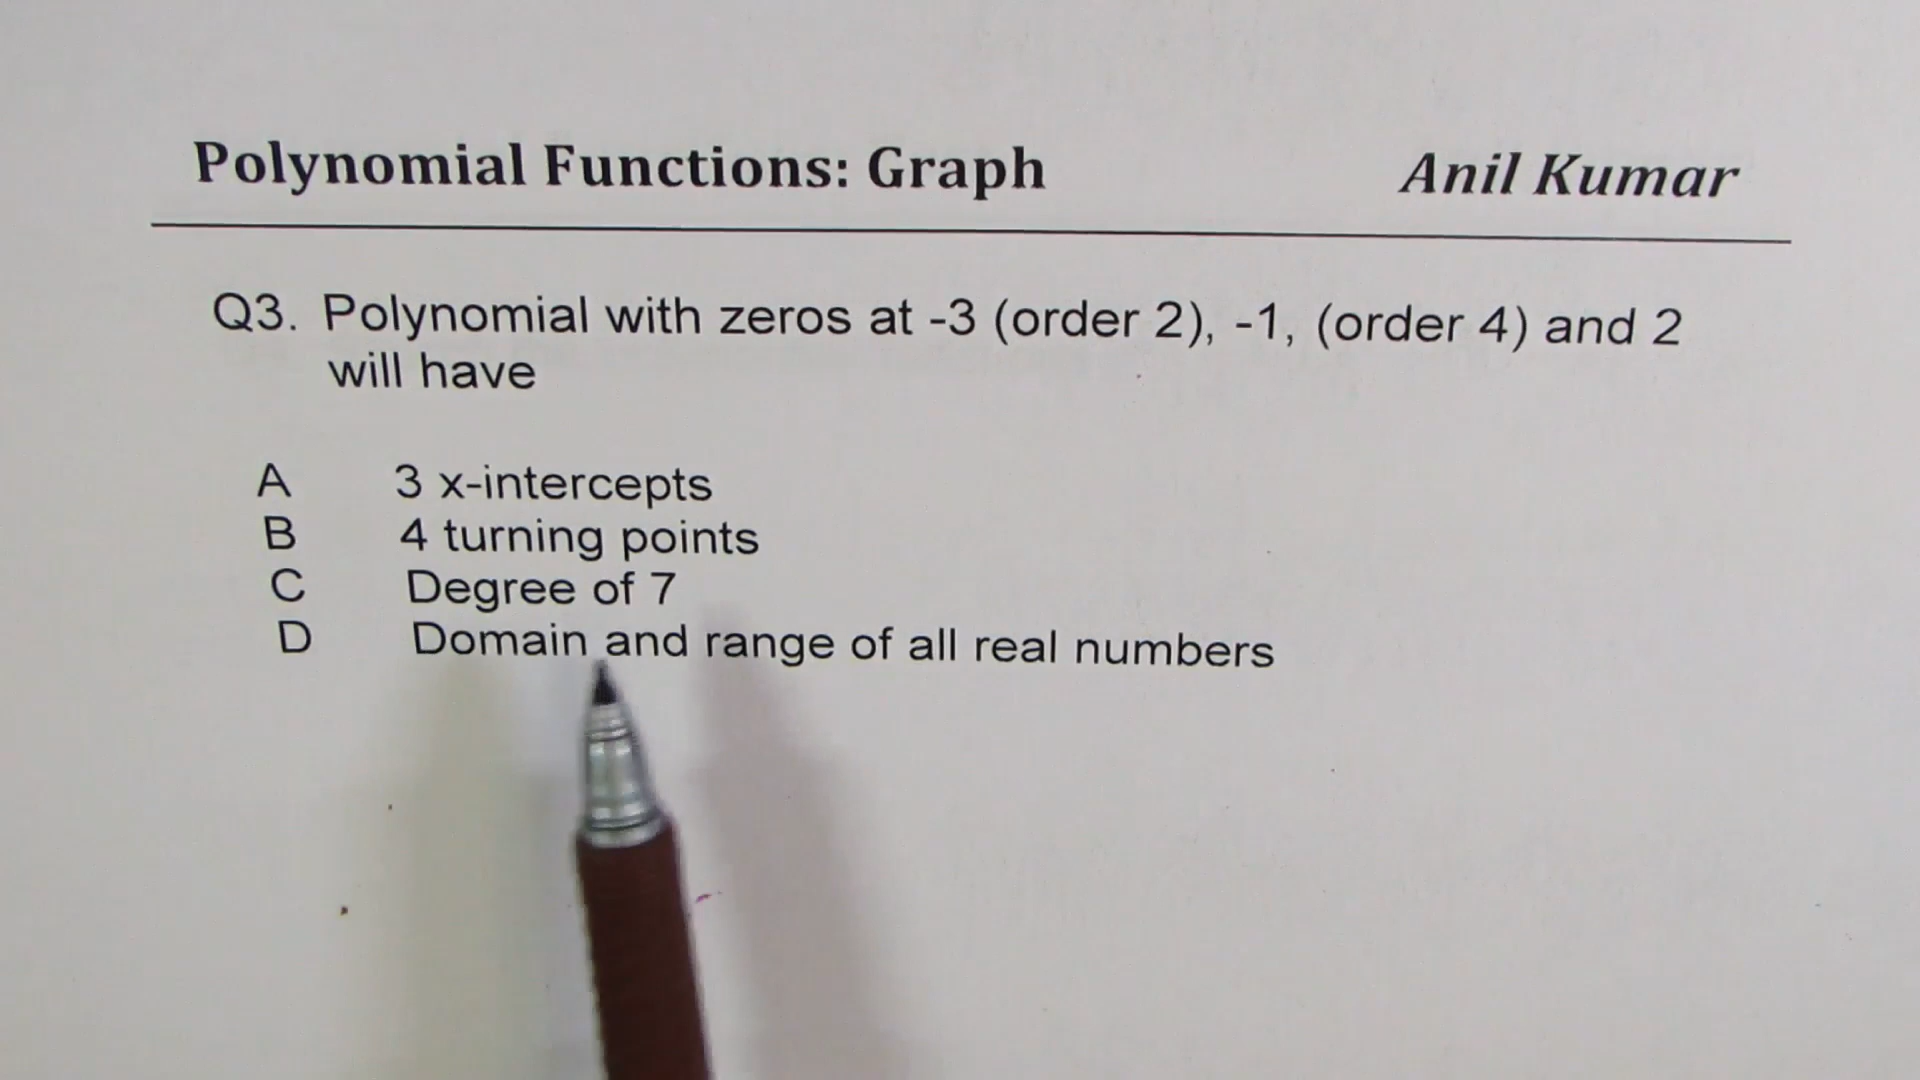 Polynomial Functions: Graph Anil Kumar
Q3. Polynomial with zeros at -3 (order 2), -1, (order 4) and 2
will have
A 3 x-intercepts
B 4 turning points
C Degree of 7
D Domain and range of all real numbers